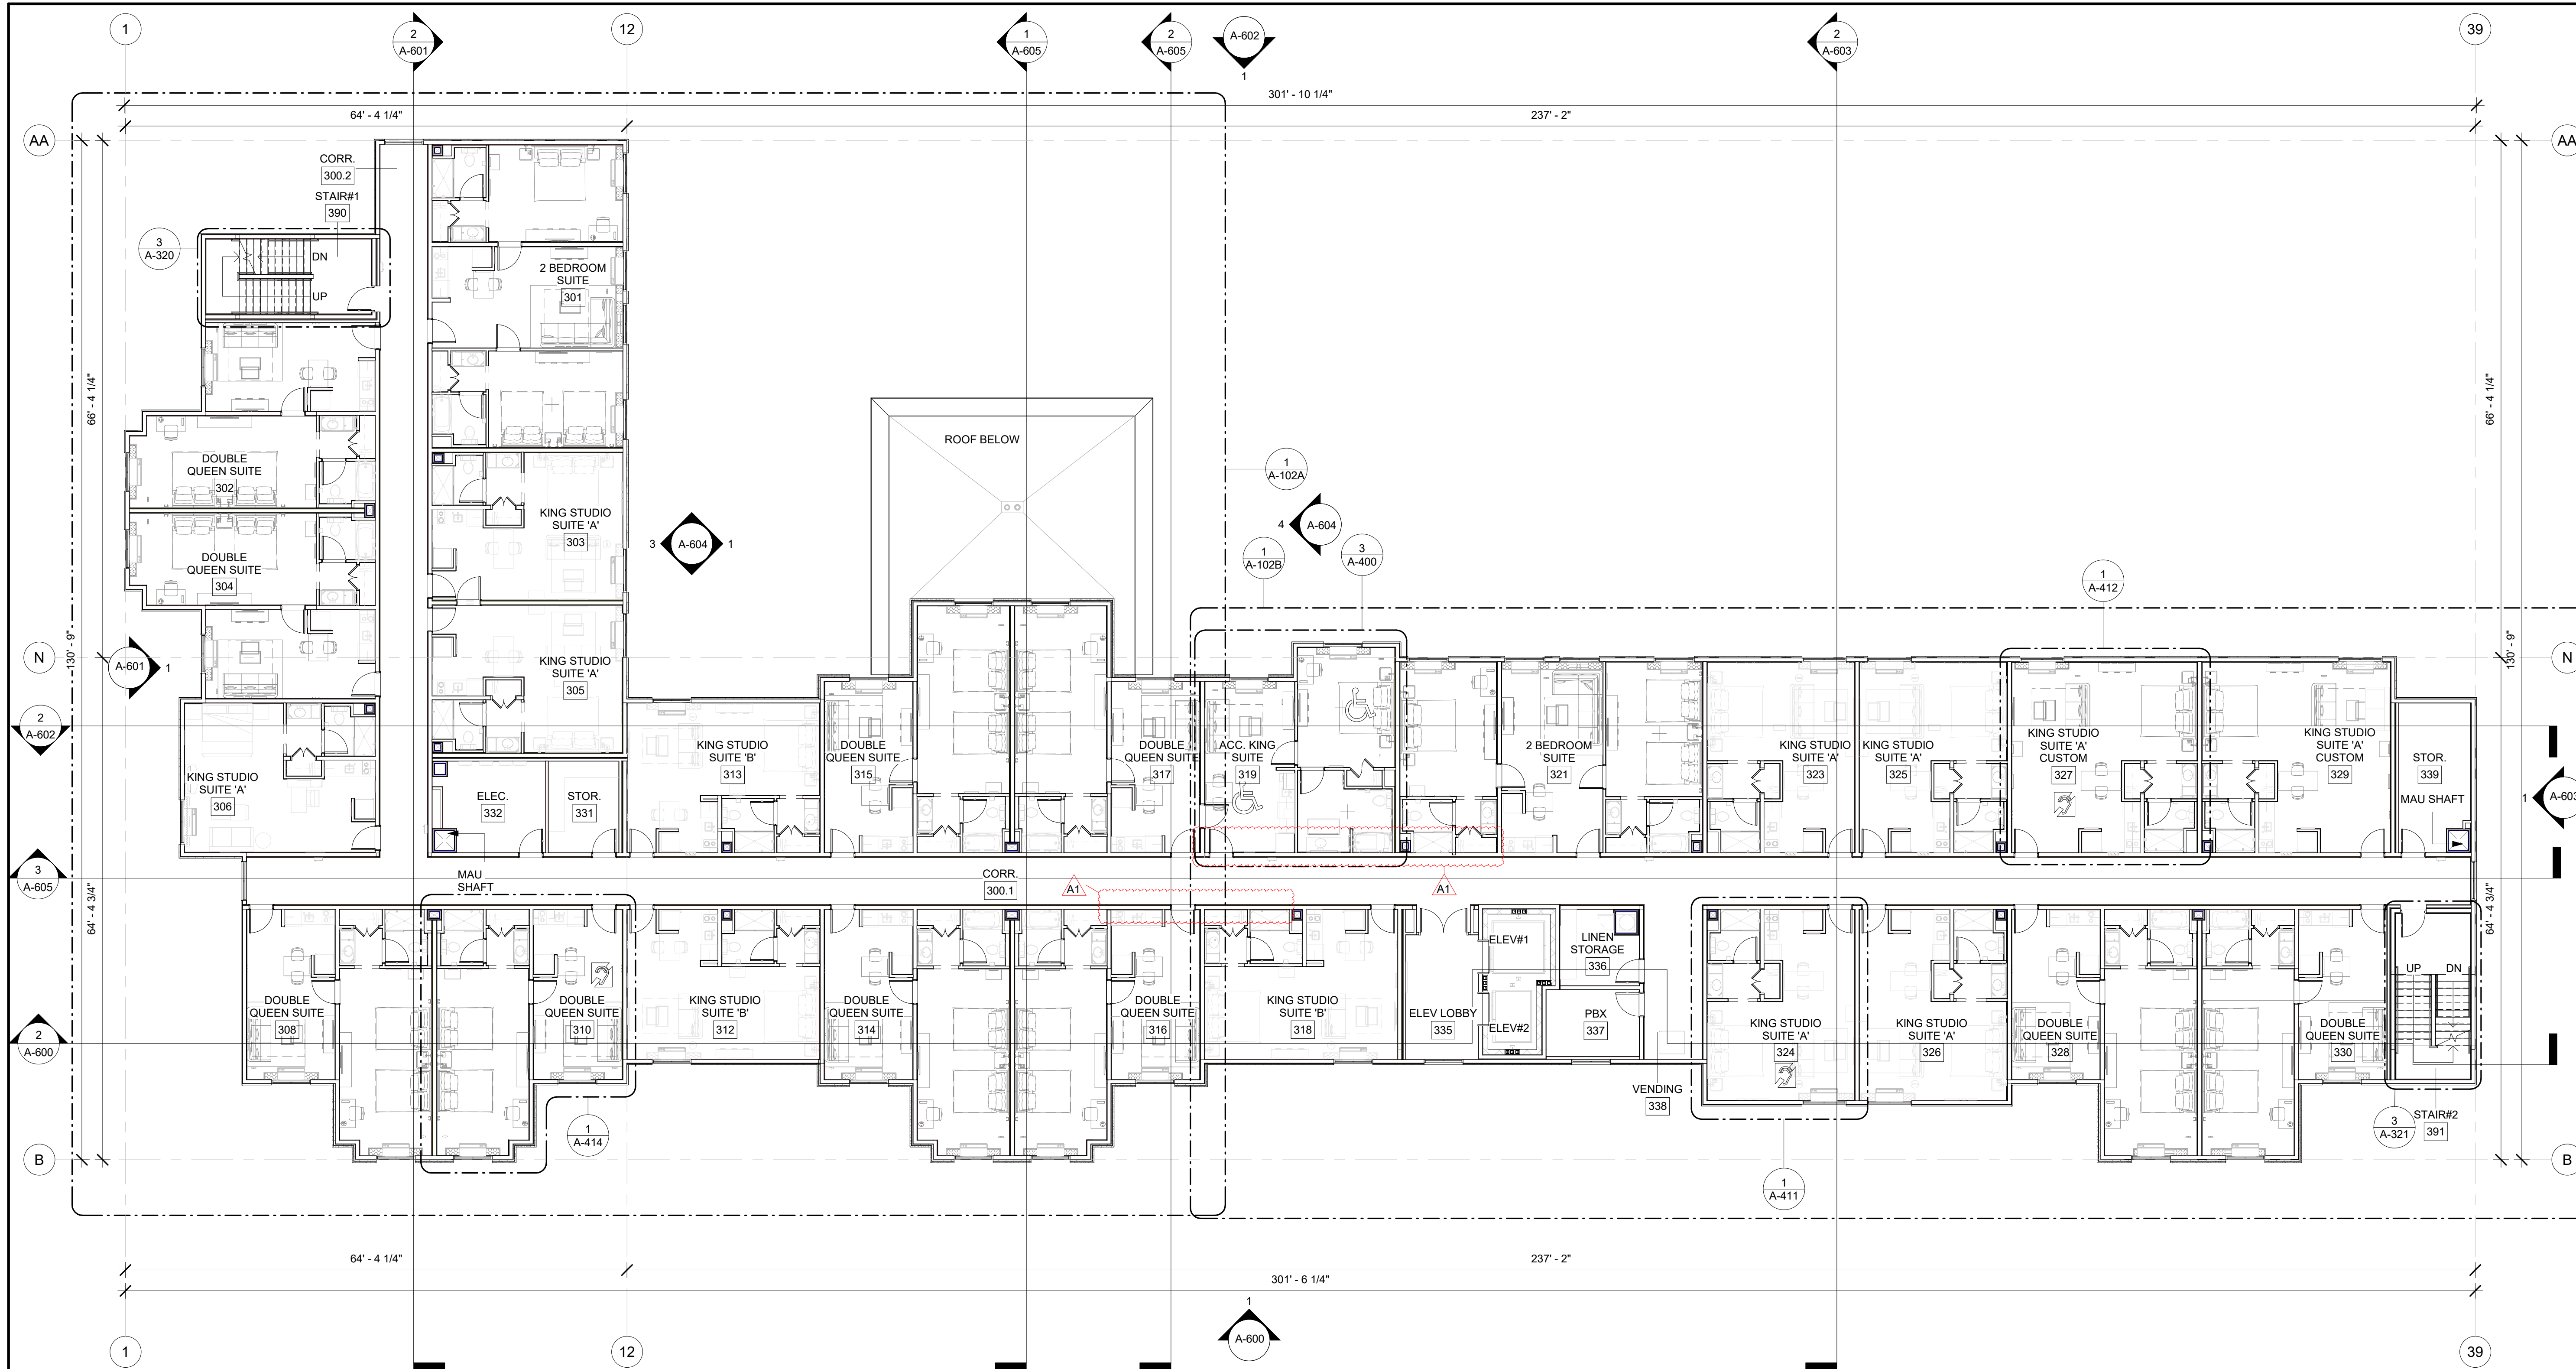 1
2
A-601
12
1
A-605
2
A-605
A-602
1
2
A-603
39
301' - 10 1/4"
64' - 4 1/4"
237' - 2"
AA
AA
CORR.
300.2
STAIR#1
390
3
A-320
DN
UP
2 BEDROOM
SUITE
301
66' - 4 1/4"
66' - 4 1/4"
ROOF BELOW
DOUBLE
QUEEN SUITE
302
1
A-102A
KING STUDIO
SUITE 'A'
303
3
A-604
1
4
A-604
DOUBLE
QUEEN SUITE
304
1
A-102B
3
A-400
1
A-412
130' - 9"
130' - 9"
N
N
A-601
1
KING STUDIO
SUITE 'A'
305
2
A-602
KING STUDIO
SUITE 'A'
306
ELEC.
332
STOR.
331
KING STUDIO
SUITE 'B'
313
DOUBLE
QUEEN SUITE
315
DOUBLE
QUEEN SUITE
317
ACC. KING
SUITE
319
2 BEDROOM
SUITE
321
KING STUDIO
SUITE 'A'
323
KING STUDIO
SUITE 'A'
325
KING STUDIO
SUITE 'A'
CUSTOM
327
KING STUDIO
SUITE 'A'
CUSTOM
329
STOR.
339
MAU SHAFT
1
A-603
3
A-605
MAU
SHAFT
CORR.
300.1
A1
A1
64' - 4 3/4"
64' - 4 3/4"
2
A-600
DOUBLE
QUEEN SUITE
308
DOUBLE
QUEEN SUITE
310
KING STUDIO
SUITE 'B'
312
DOUBLE
QUEEN SUITE
314
DOUBLE
QUEEN SUITE
316
KING STUDIO
SUITE 'B'
318
ELEV LOBBY
335
ELEV#1
ELEV#2
LINEN
STORAGE
336
PBX
337
KING STUDIO
SUITE 'A'
324
KING STUDIO
SUITE 'A'
326
DOUBLE
QUEEN SUITE
328
DOUBLE
QUEEN SUITE
330
UP
DN
VENDING
338
1
A-414
3
A-321
STAIR#2
391
B
B
1
A-411
64' - 4 1/4"
237' - 2"
301' - 6 1/4"
1
A-600
1
12
39